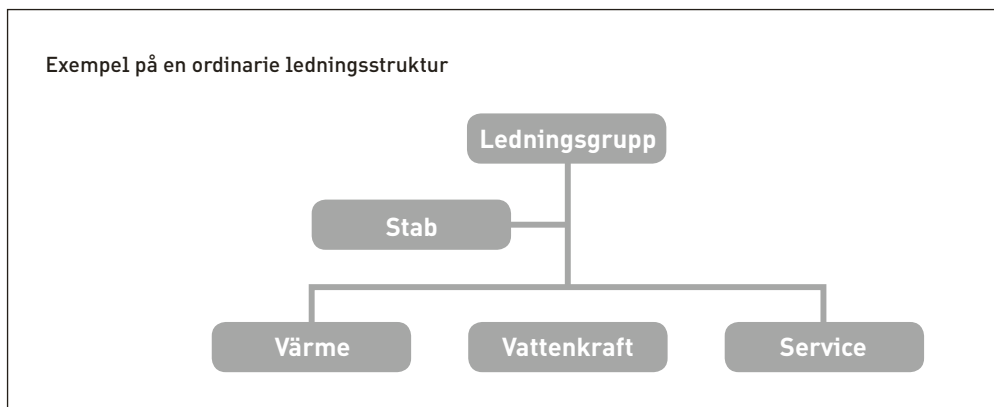 Exempel på en ordinarie ledningsstruktur
Ledningsgrupp
Stab
Värme
Vattenkraft
Service